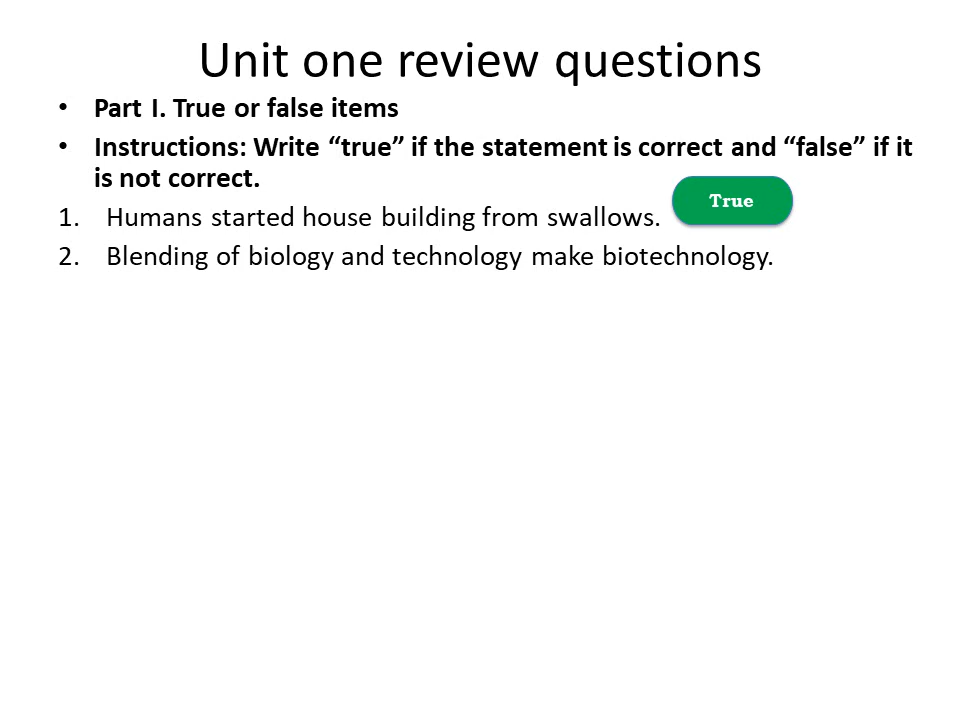 Unit one review questions
• Part I. True or false items
• Instructions: Write “true” if the statement is correct and “false” if it
is not correct.
1. Humans started house building from swallows. True
2. Blending of biology and technology make biotechnology.